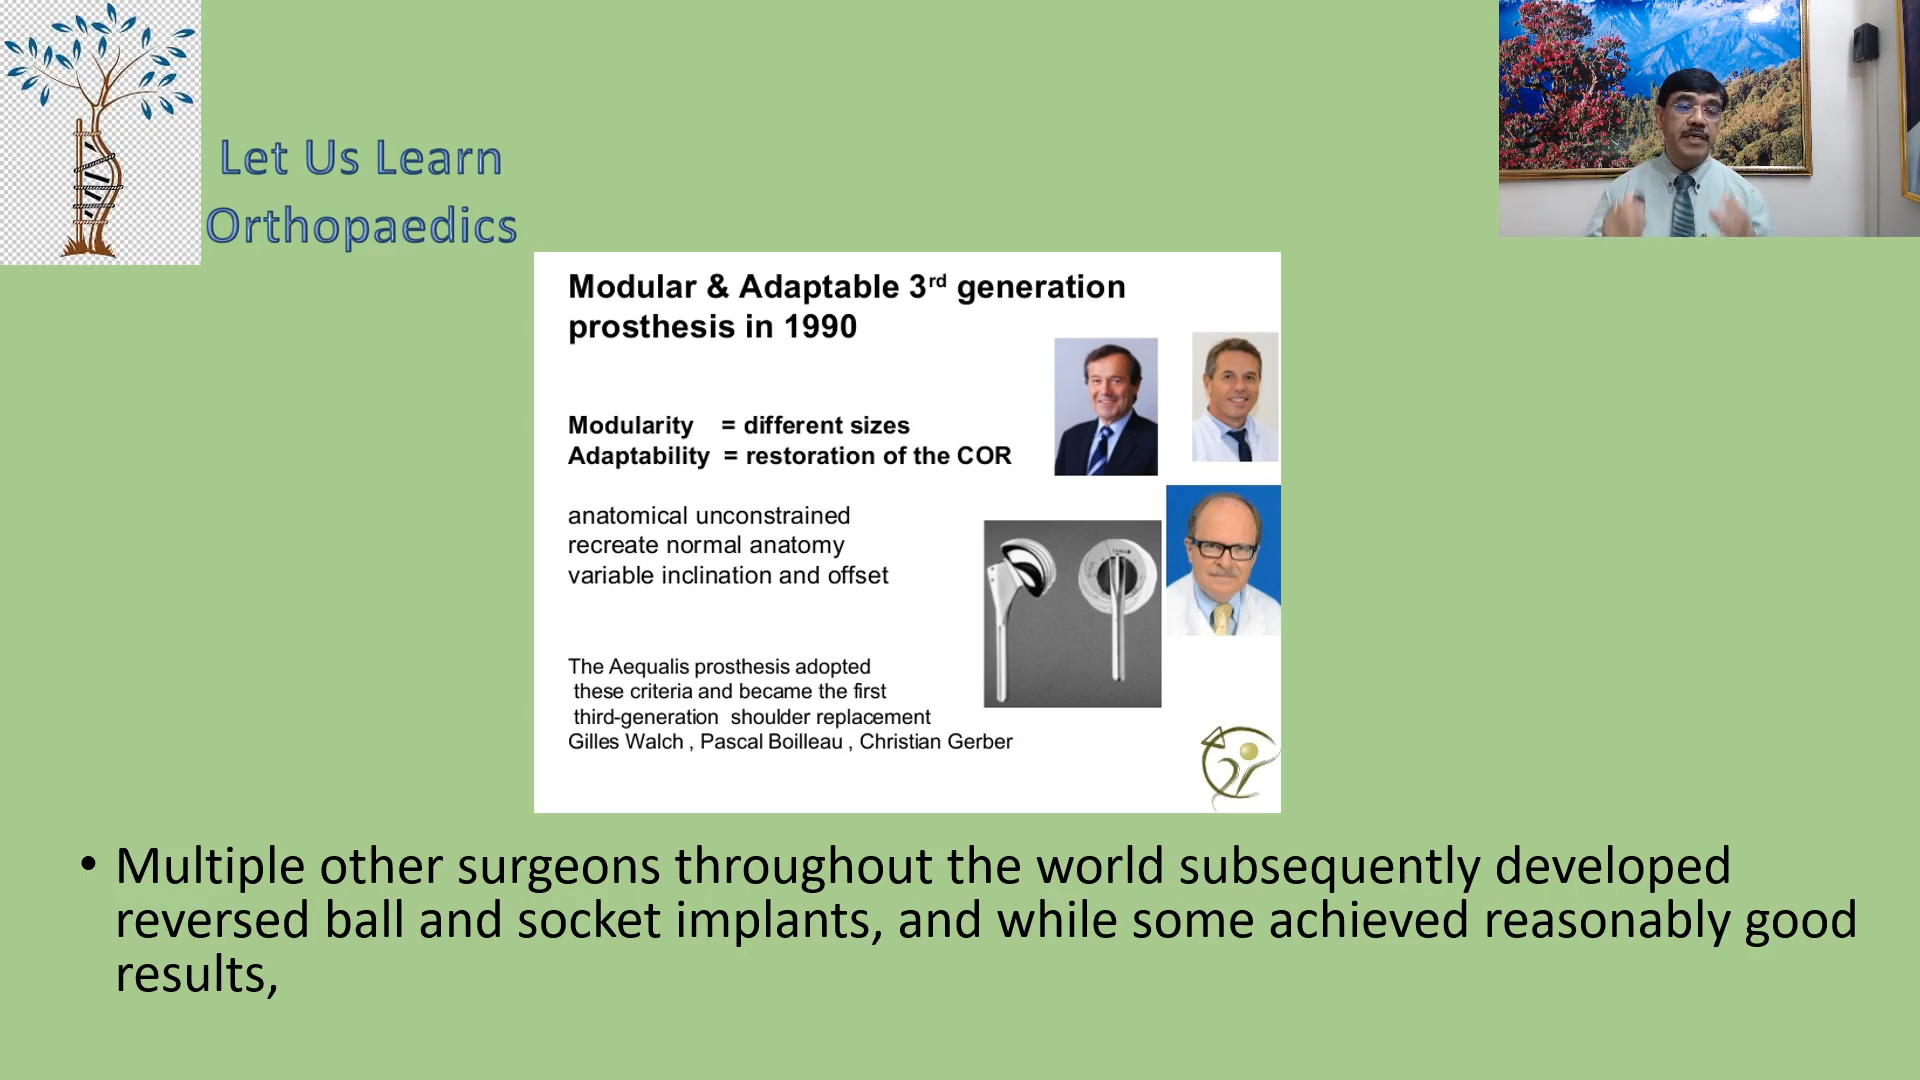 Let Us Learn
Orthopaedics
Modular & Adaptable 3rd generation
prosthesis in 1990
Modularity = different sizes
Adaptability = restoration of the COR
anatomical unconstrained
recreate normal anatomy
variable inclination and offset
The Aequalis prosthesis adopted
these criteria and became the first
third-generation shoulder replacement
Gilles Walch , Pascal Boilleau , Christian Gerber
• Multiple other surgeons throughout the world subsequently developed
reversed ball and socket implants, and while some achieved reasonably good
results,